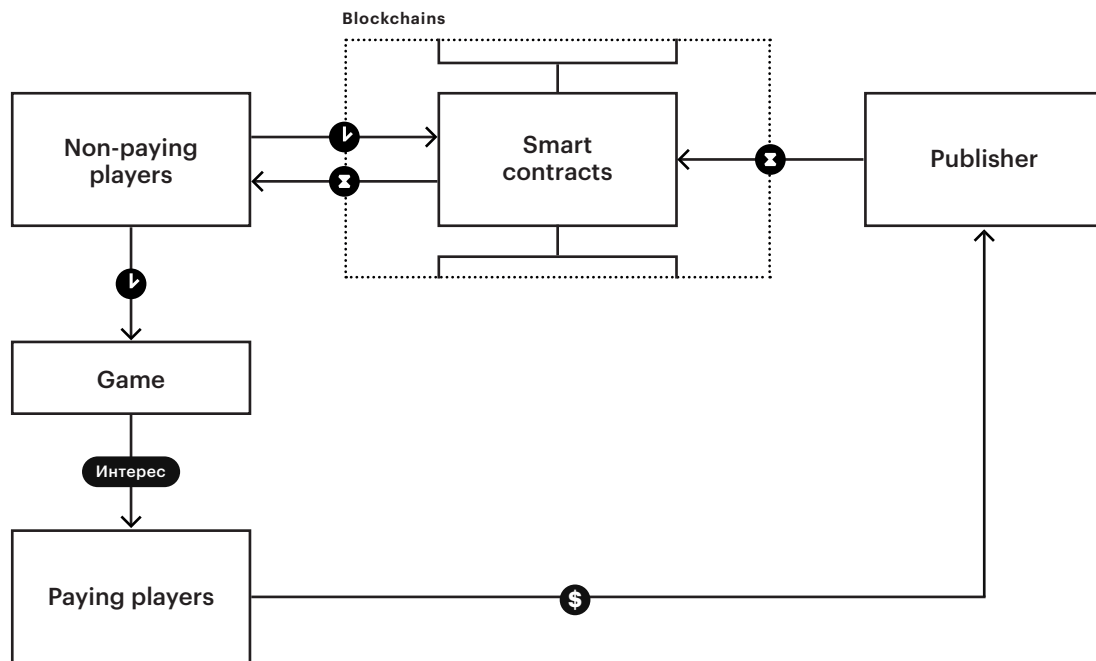 Blockchains
Non-paying
players
Smart
contracts
Publisher
Game
Интерес
Paying players
$